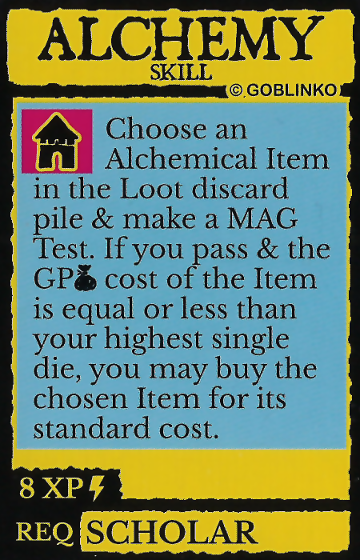 ALCHEMY
SKILL
© GOBLINKO
Choose an
Alchemical Item
in the Loot discard
pile & make a MAG
Test. If you pass & the
GP cost of the Item
is equal or less than
your highest single
die, you may buy the
chosen Item for its
standard cost.
8 XP
REQ SCHOLAR